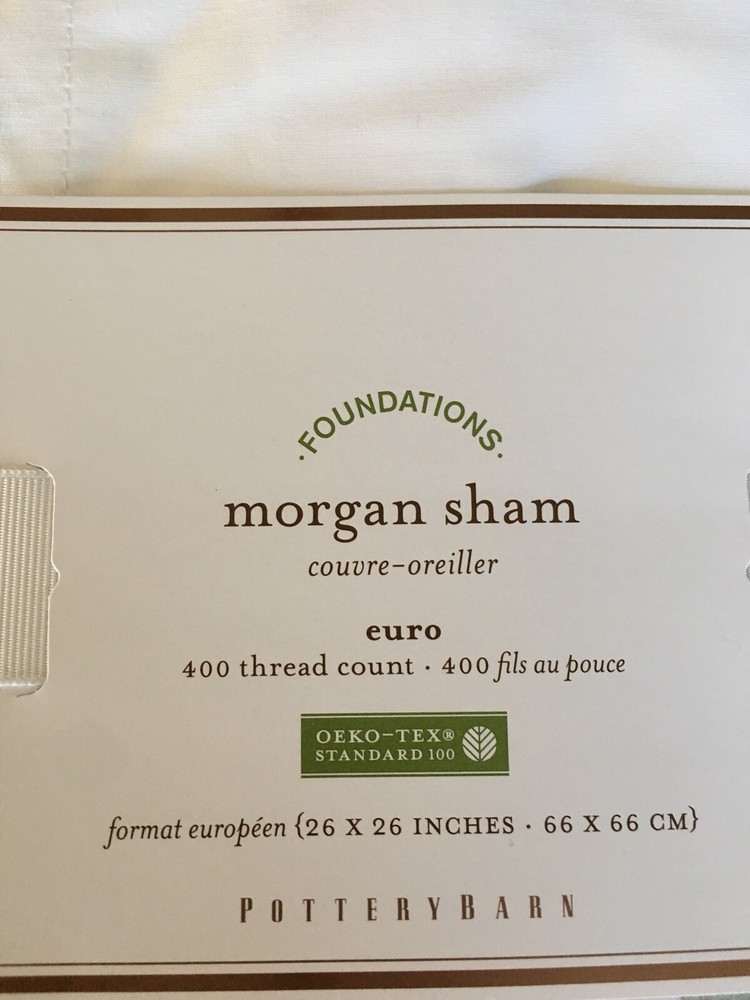 ·FOUNDATIONS·
morgan sham
couvre-oreiller
euro
400 thread count · 400 fils au pouce
OEKO-TEX®
STANDARD 100
format européen {26 X 26 INCHES · 66 X 66 CM}
POTTERYBARN